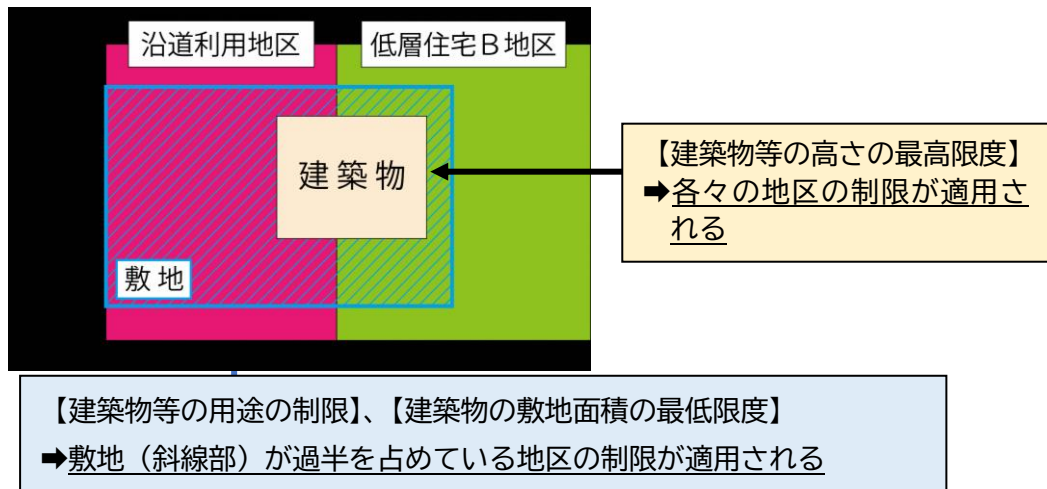 沿道利用地区
低層住宅B地区
建築物
敷地
【建築物等の高さの最高限度】
➡各々の地区の制限が適用さ
れる
【建築物等の用途の制限】、【建築物の敷地面積の最低限度】
➡敷地（斜線部）が過半を占めている地区の制限が適用される